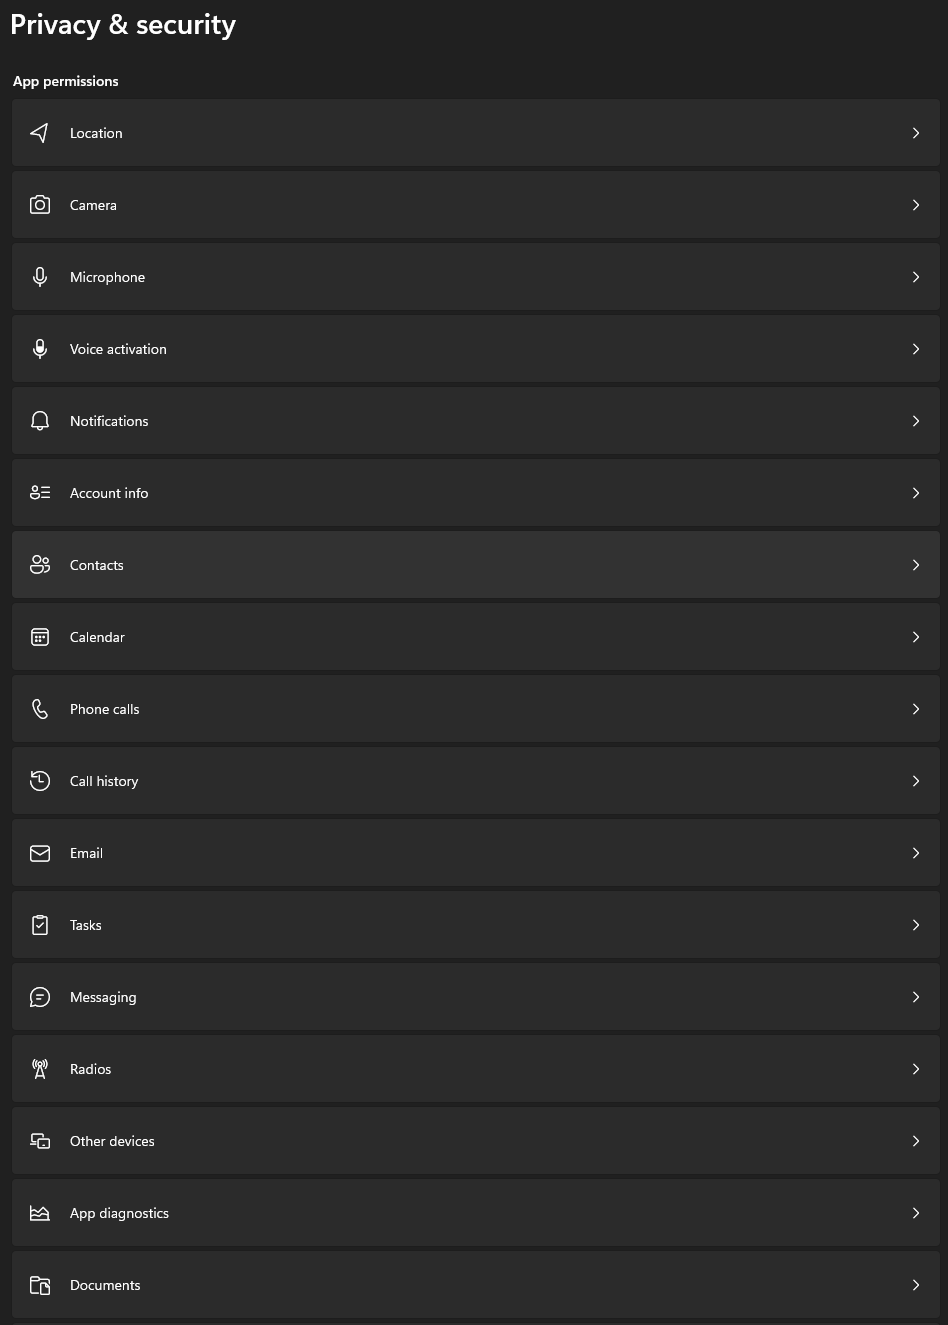 Privacy & security
App permissions
Location
Camera
Microphone
Voice activation
Notifications
Account info
Contacts
Calendar
Phone calls
Call history
Email
Tasks
Messaging
Radios
Other devices
App diagnostics
Documents